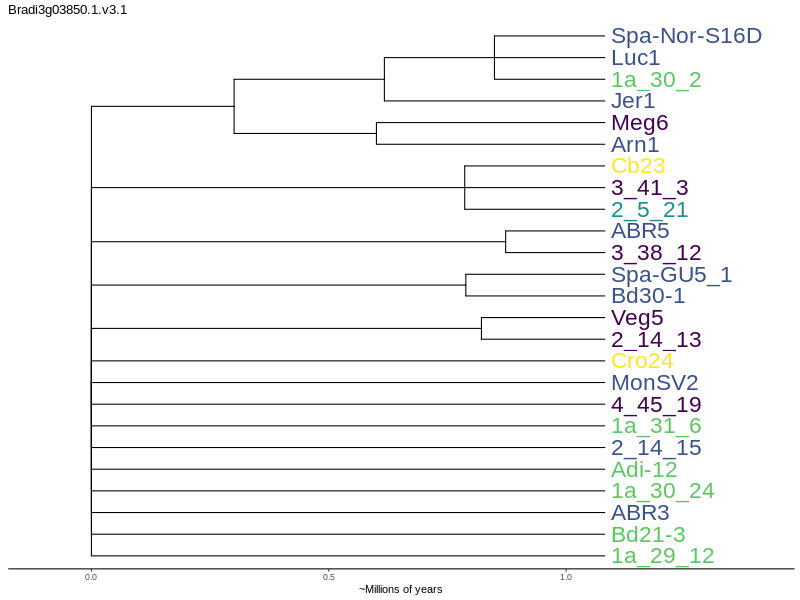 Bradi3g03850.1.v3.1
Spa-Nor-S16D
Luc1
1a_30_2
Jer1
Meg6
Arn1
Cb23
3_41_3
2_5_21
ABR5
3_38_12
Spa-GU5_1
Bd30-1
Veg5
2_14_13
Cro24
MonSV2
4_45_19
1a_31_6
2_14_15
Adi-12
1a_30_24
ABR3
Bd21-3
1a_29_12
0.0 0.5 1.0
~Millions of years